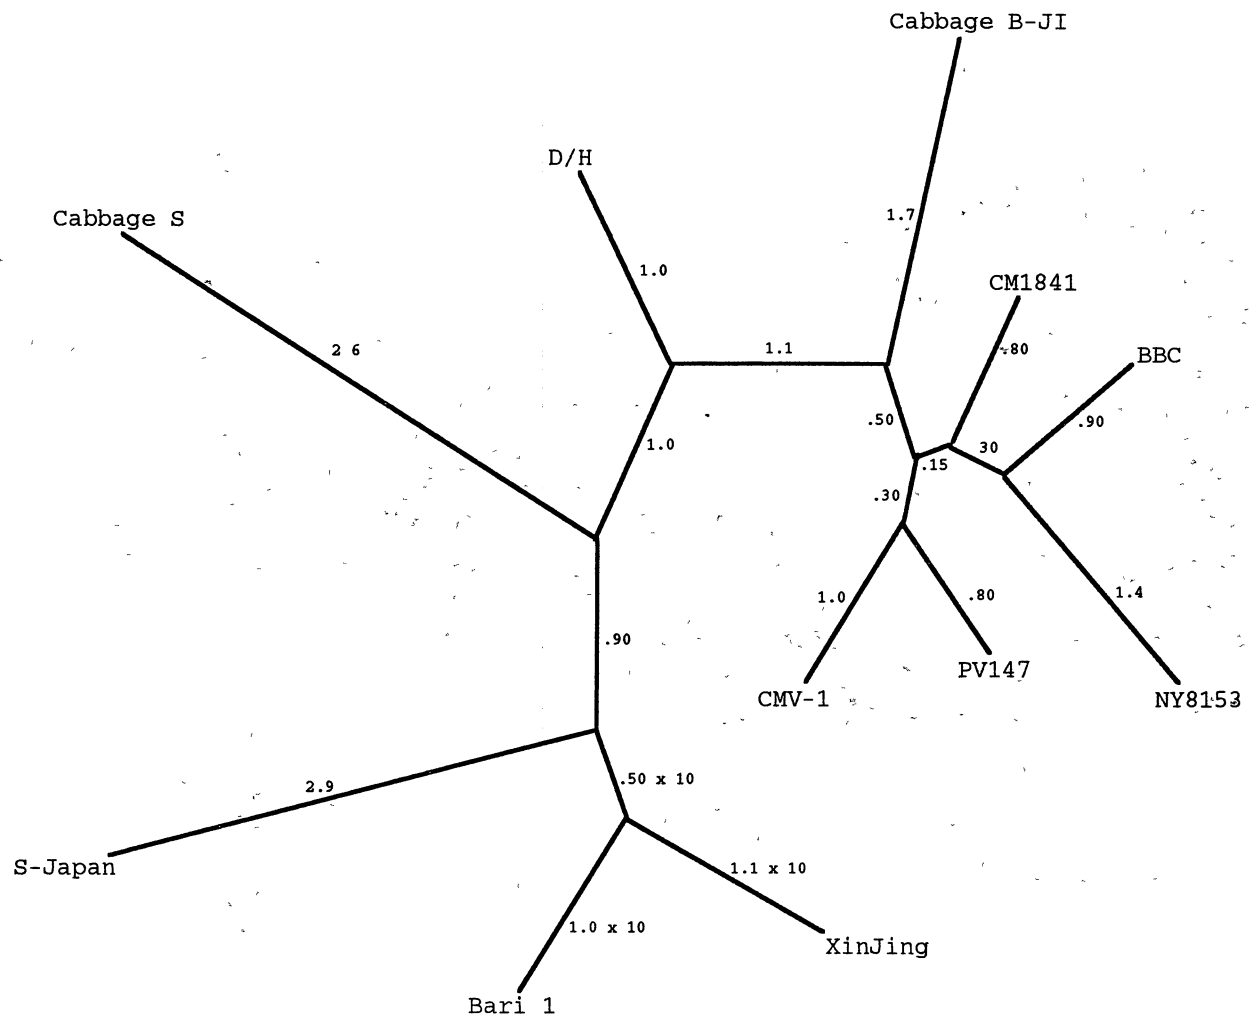 Cabbage B-JI
D/H
Cabbage S
1.7
1.0
CM1841
2 6
1.1
.80
BBC
.50
.90
1.0
30
.15
.30
1.0
.80
1.4
.90
PV147
CMV-1
NY8153
.50 x 10
2.9
S-Japan
1.1 x 10
1.0 x 10
XinJing
Bari 1